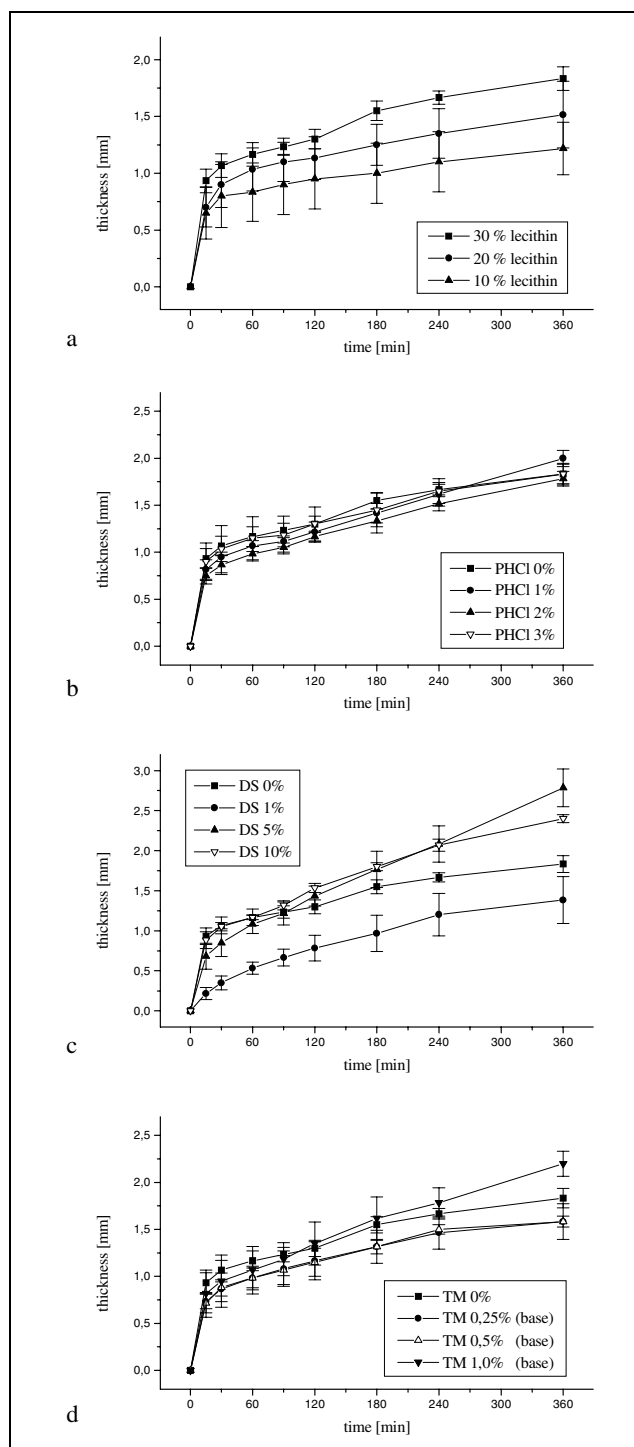 2,0
1,5
1,0
0,5
0,0
thickness [mm]
30 % lecithin
20 % lecithin
10 % lecithin
0 60 120 180 240 300 360
time [min]
a
2,5
2,0
1,5
1,0
0,5
0,0
thickness [mm]
PHCl 0%
PHCl 1%
PHCl 2%
PHCl 3%
0 60 120 180 240 300 360
time [min]
b
3,0
2,5
2,0
1,5
1,0
0,5
0,0
thickness [mm]
DS 0%
DS 1%
DS 5%
DS 10%
0 60 120 180 240 300 360
time [min]
c
2,5
2,0
1,5
1,0
0,5
0,0
thickness [mm]
TM 0%
TM 0,25% (base)
TM 0,5% (base)
TM 1,0% (base)
0 60 120 180 240 300 360
time [min]
d